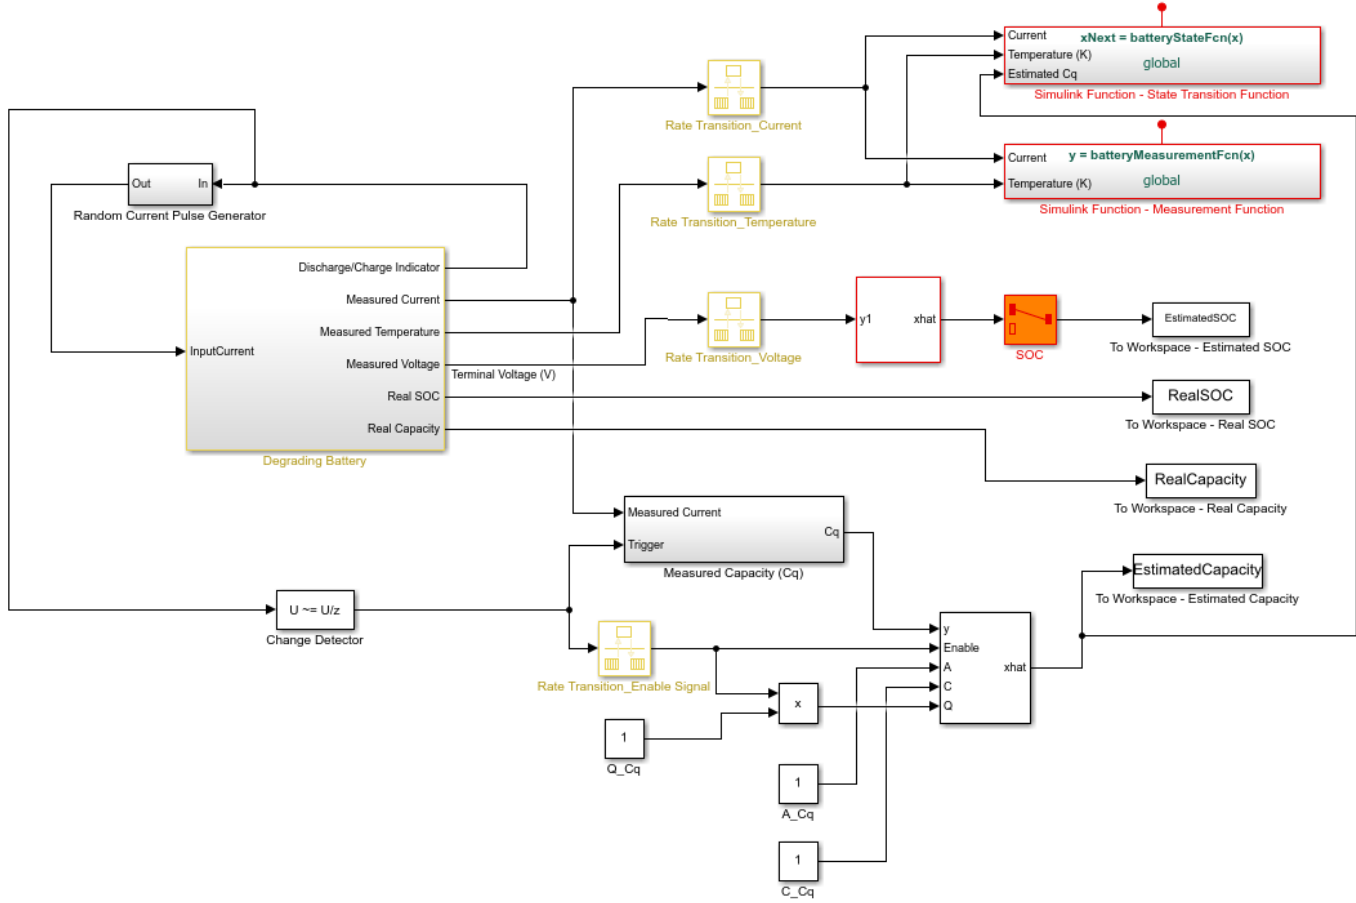 Current
xNext = batteryStateFcn(x)
Temperature (K)
global
Estimated Cq
Simulink Function - State Transition Function
Rate Transition_Current
Current
y = batteryMeasurementFcn(x)
Temperature (K)
global
Simulink Function - Measurement Function
Out
In
Random Current Pulse Generator
Rate Transition_Temperature
InputCurrent
Discharge/Charge Indicator
Measured Current
Measured Temperature
Measured Voltage
Real SOC
Real Capacity
Degrading Battery
Terminal Voltage (V)
Rate Transition_Voltage
y1
xhat
SOC
EstimatedSOC
To Workspace - Estimated SOC
RealSOC
To Workspace - Real SOC
RealCapacity
To Workspace - Real Capacity
Measured Current
Trigger
Cq
Measured Capacity (Cq)
EstimatedCapacity
To Workspace - Estimated Capacity
U ~= U/z
Change Detector
Rate Transition_Enable Signal
y
Enable
A
C
Q
xhat
x
1
Q_Cq
1
A_Cq
1
C_Cq